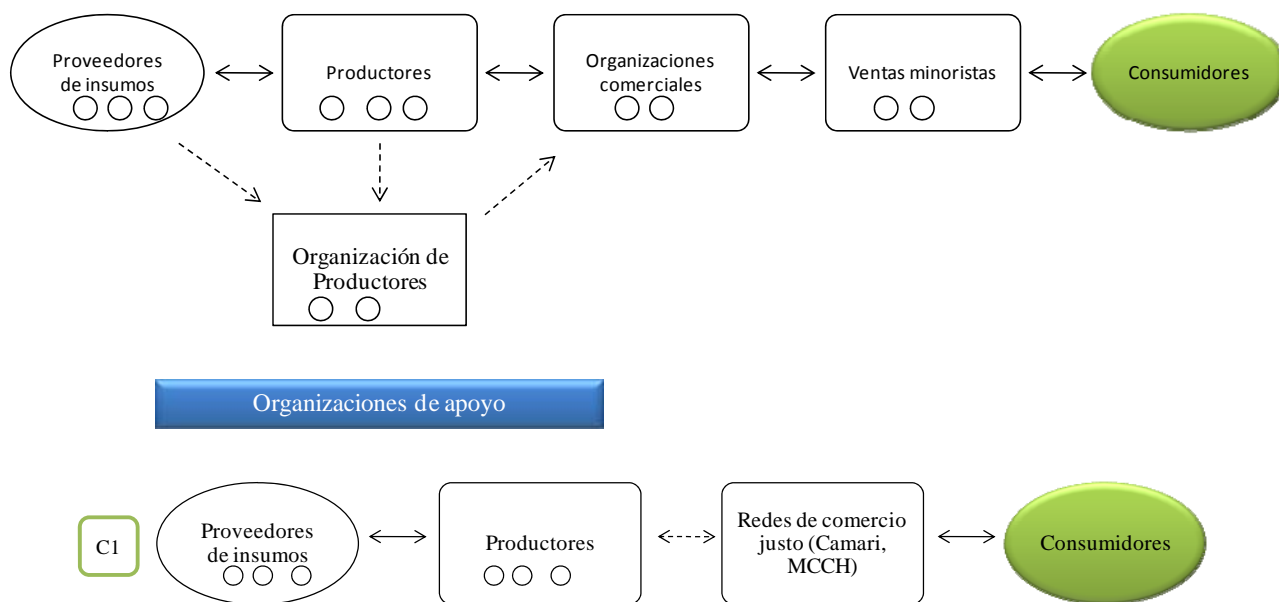 Proveedores
de insumos
Productores
Organizaciones
comerciales
Ventas minoristas
Consumidores
Organización de
Productores
Organizaciones de apoyo
C1
Proveedores
de insumos
Productores
Redes de comercio
justo (Camari,
MCCH)
Consumidores